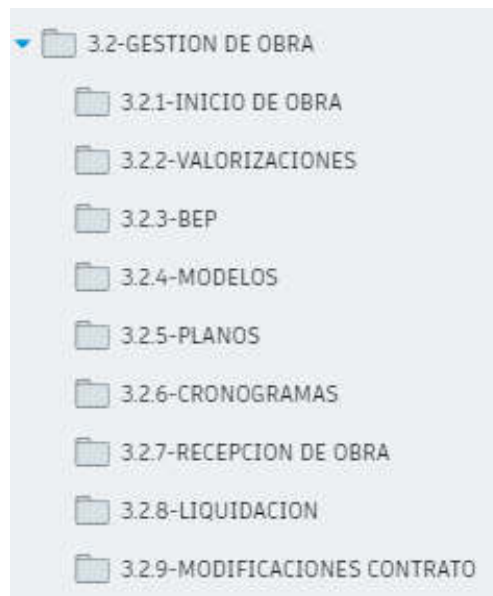 3.2-GESTION DE OBRA
3.2.1-INICIO DE OBRA
3.2.2-VALORIZACIONES
3.2.3-BEP
3.2.4-MODELOS
3.2.5-PLANOS
3.2.6-CRONOGRAMAS
3.2.7-RECEPCION DE OBRA
3.2.8-LIQUIDACION
3.2.9-MODIFICACIONES CONTRATO